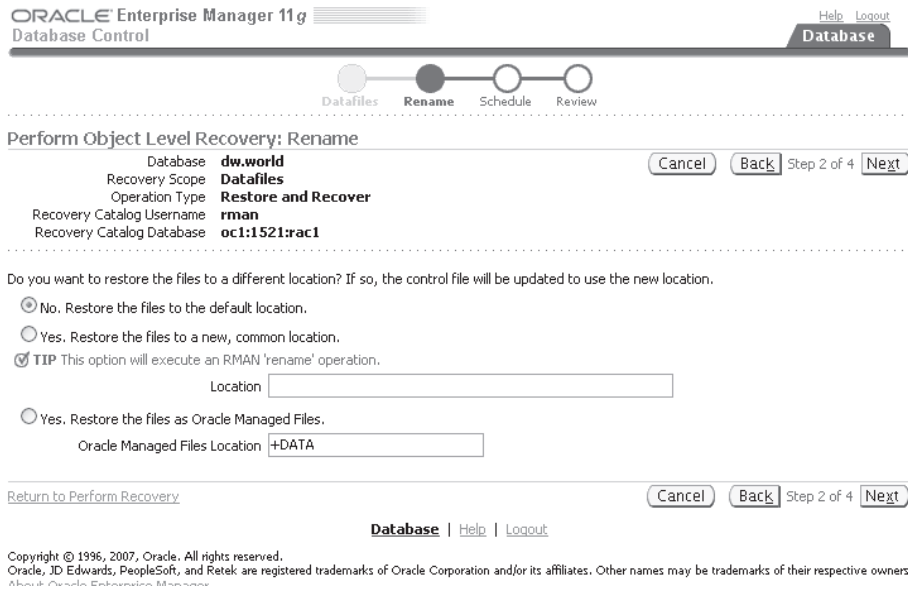 ORACLE Enterprise Manager 11g
Database Control
Help Logout
Database
Datafiles Rename Schedule Review
Perform Object Level Recovery: Rename
Database dw.world
Recovery Scope Datafiles
Operation Type Restore and Recover
Recovery Catalog Username rman
Recovery Catalog Database oc1:1521:rac1
Cancel Back Step 2 of 4 Next
Do you want to restore the files to a different location? If so, the control file will be updated to use the new location.
No. Restore the files to the default location.
Yes. Restore the files to a new, common location.
TIP This option will execute an RMAN 'rename' operation.
Location
Yes. Restore the files as Oracle Managed Files.
Oracle Managed Files Location +DATA
Return to Perform Recovery
Cancel Back Step 2 of 4 Next
Database | Help | Logout
Copyright © 1996, 2007, Oracle. All rights reserved.
Oracle, JD Edwards, PeopleSoft, and Retek are registered trademarks of Oracle Corporation and/or its affiliates. Other names may be trademarks of their respective owners
About Oracle Enterprise Manager